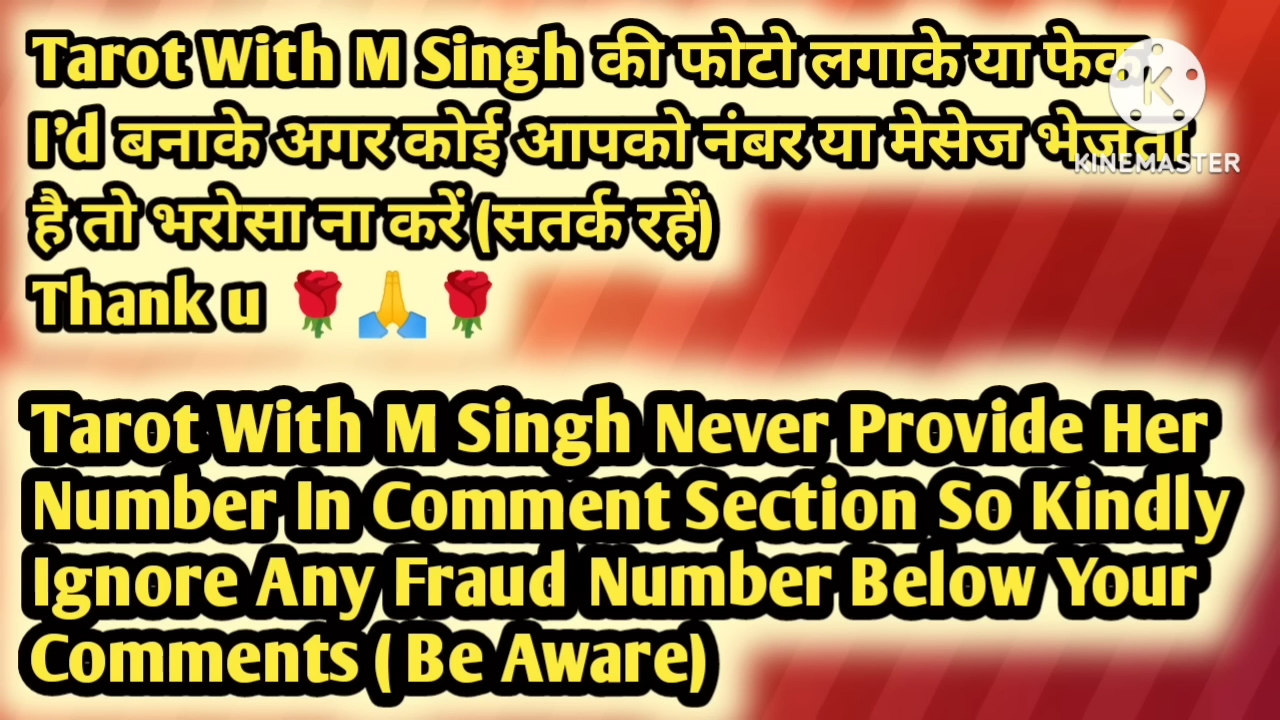 Tarot With M Singh की फोटो लगाके या फेक
I'd बनाके अगर कोई आपको नंबर या मेसेज भेजता
है तो भरोसा ना करें (सतर्क रहें)
Thank u 🌹🙏🌹
Tarot With M Singh Never Provide Her
Number In Comment Section So Kindly
Ignore Any Fraud Number Below Your
Comments ( Be Aware)
K
KINEMASTER